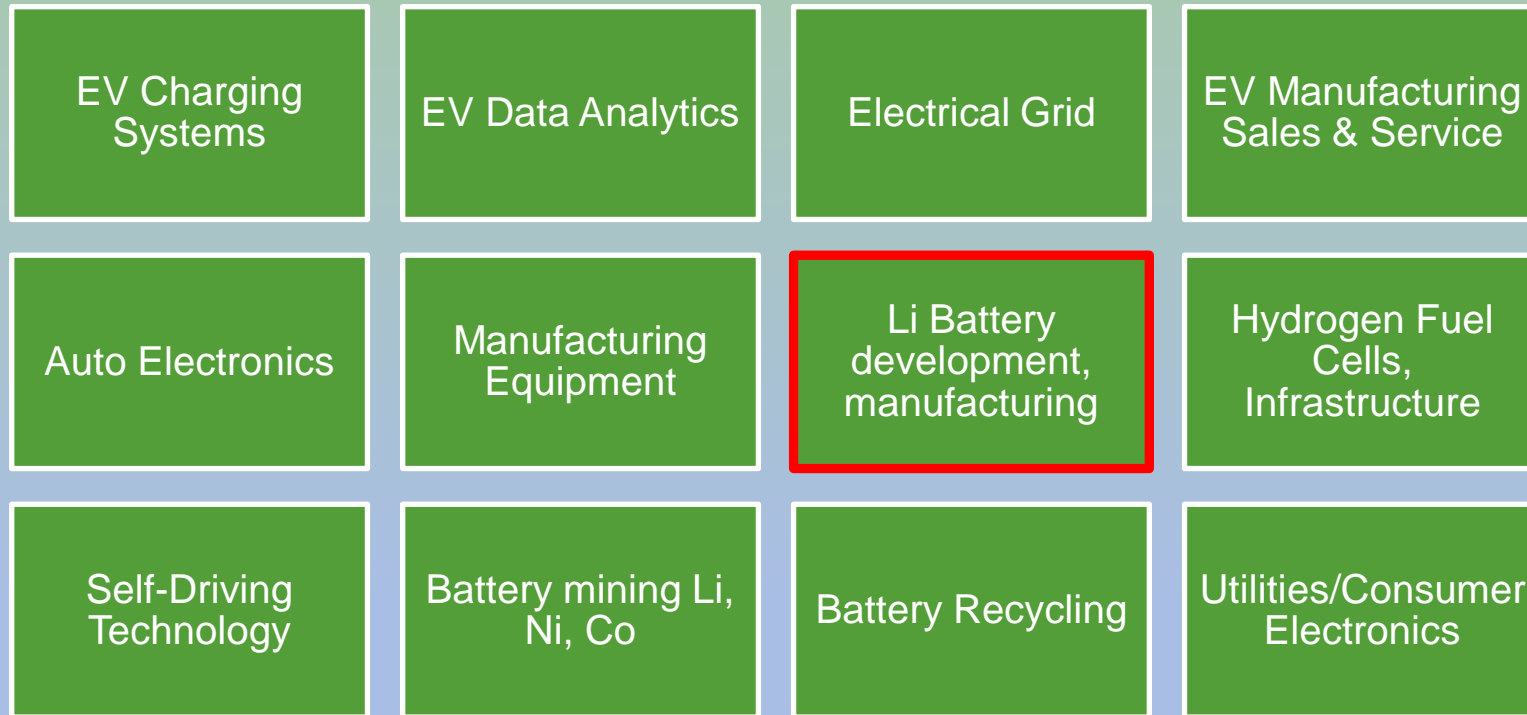 EV Charging
Systems
EV Data Analytics
Electrical Grid
EV Manufacturing
Sales & Service
Auto Electronics
Manufacturing
Equipment
Li Battery
development,
manufacturing
Hydrogen Fuel
Cells,
Infrastructure
Self-Driving
Technology
Battery mining Li,
Ni, Co
Battery Recycling
Utilities/Consumer
Electronics